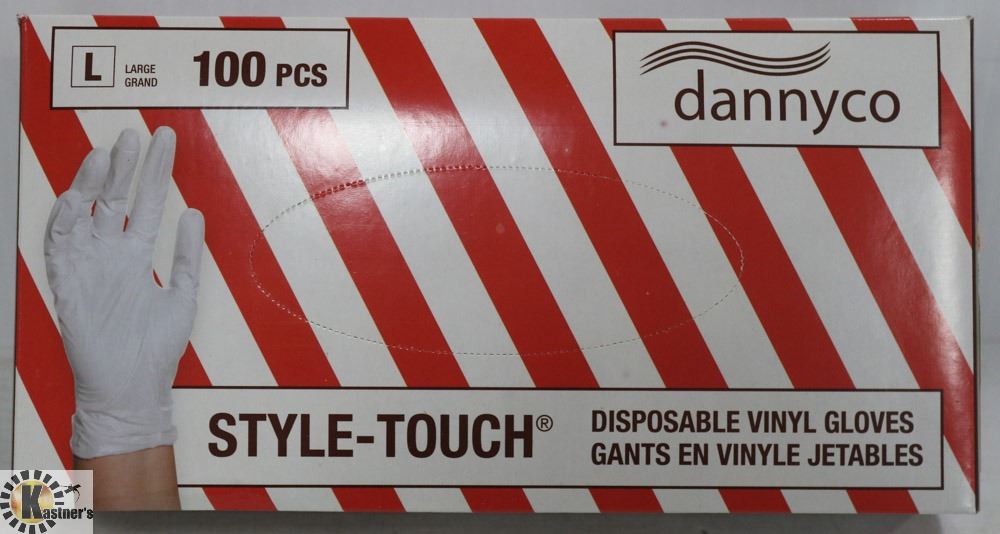 L LARGE
GRAND
100 PCS
dannyco
STYLE-TOUCH®
DISPOSABLE VINYL GLOVES
GANTS EN VINYLE JETABLES
Kastner's